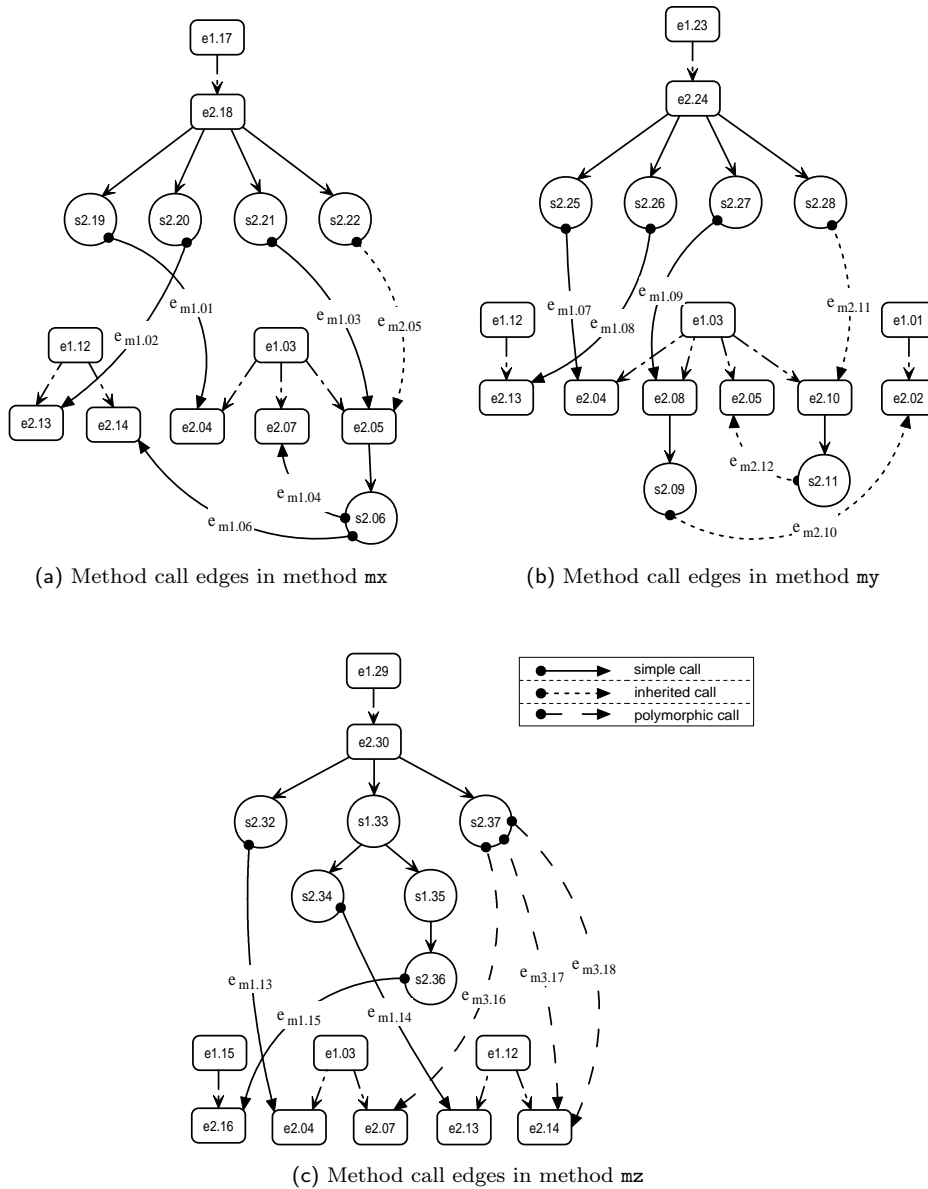 e1.17
e2.18
s2.19 s2.20 s2.21 s2.22
e m1.01
e m1.02
e m1.03
e m2.05
e1.12 e1.03
e2.13 e2.14 e2.04 e2.07 e2.05
e m1.04
e m1.06
s2.06
(a) Method call edges in method mx
e1.23
e2.24
s2.25 s2.26 s2.27 s2.28
e m1.07
e m1.08
e m1.09
e m2.11
e1.12 e1.03 e1.01
e2.13 e2.04 e2.08 e2.05 e2.10 e2.02
e m2.12
s2.09 s2.11
e m2.10
(b) Method call edges in method my
e1.29
e2.30
s2.32 s1.33 s2.37
s2.34 s1.35
s2.36
e m1.13
e m1.15
e m1.14
e m3.16
e m3.17
e m3.18
e1.15 e1.03 e1.12
e2.16 e2.04 e2.07 e2.13 e2.14
simple call
inherited call
polymorphic call
(c) Method call edges in method mz